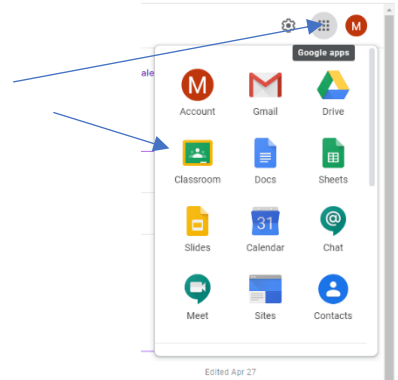 M
Google apps
ale
M
Account Gmail Drive
Classroom Docs Sheets
31
Slides Calendar Chat
Meet Sites Contacts
Edited Apr 27